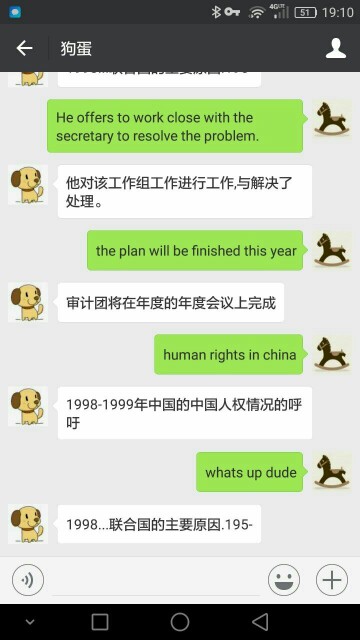 4G 51 19:10
狗蛋
He offers to work close with the
secretary to resolve the problem.
他对该工作组工作进行工作,与解决了
处理。
the plan will be finished this year
审计团将在年度的年度会议上完成
human rights in china
1998-1999年中国的中国人权情况的呼
吁
whats up dude
1998...联合国的主要原因.195-